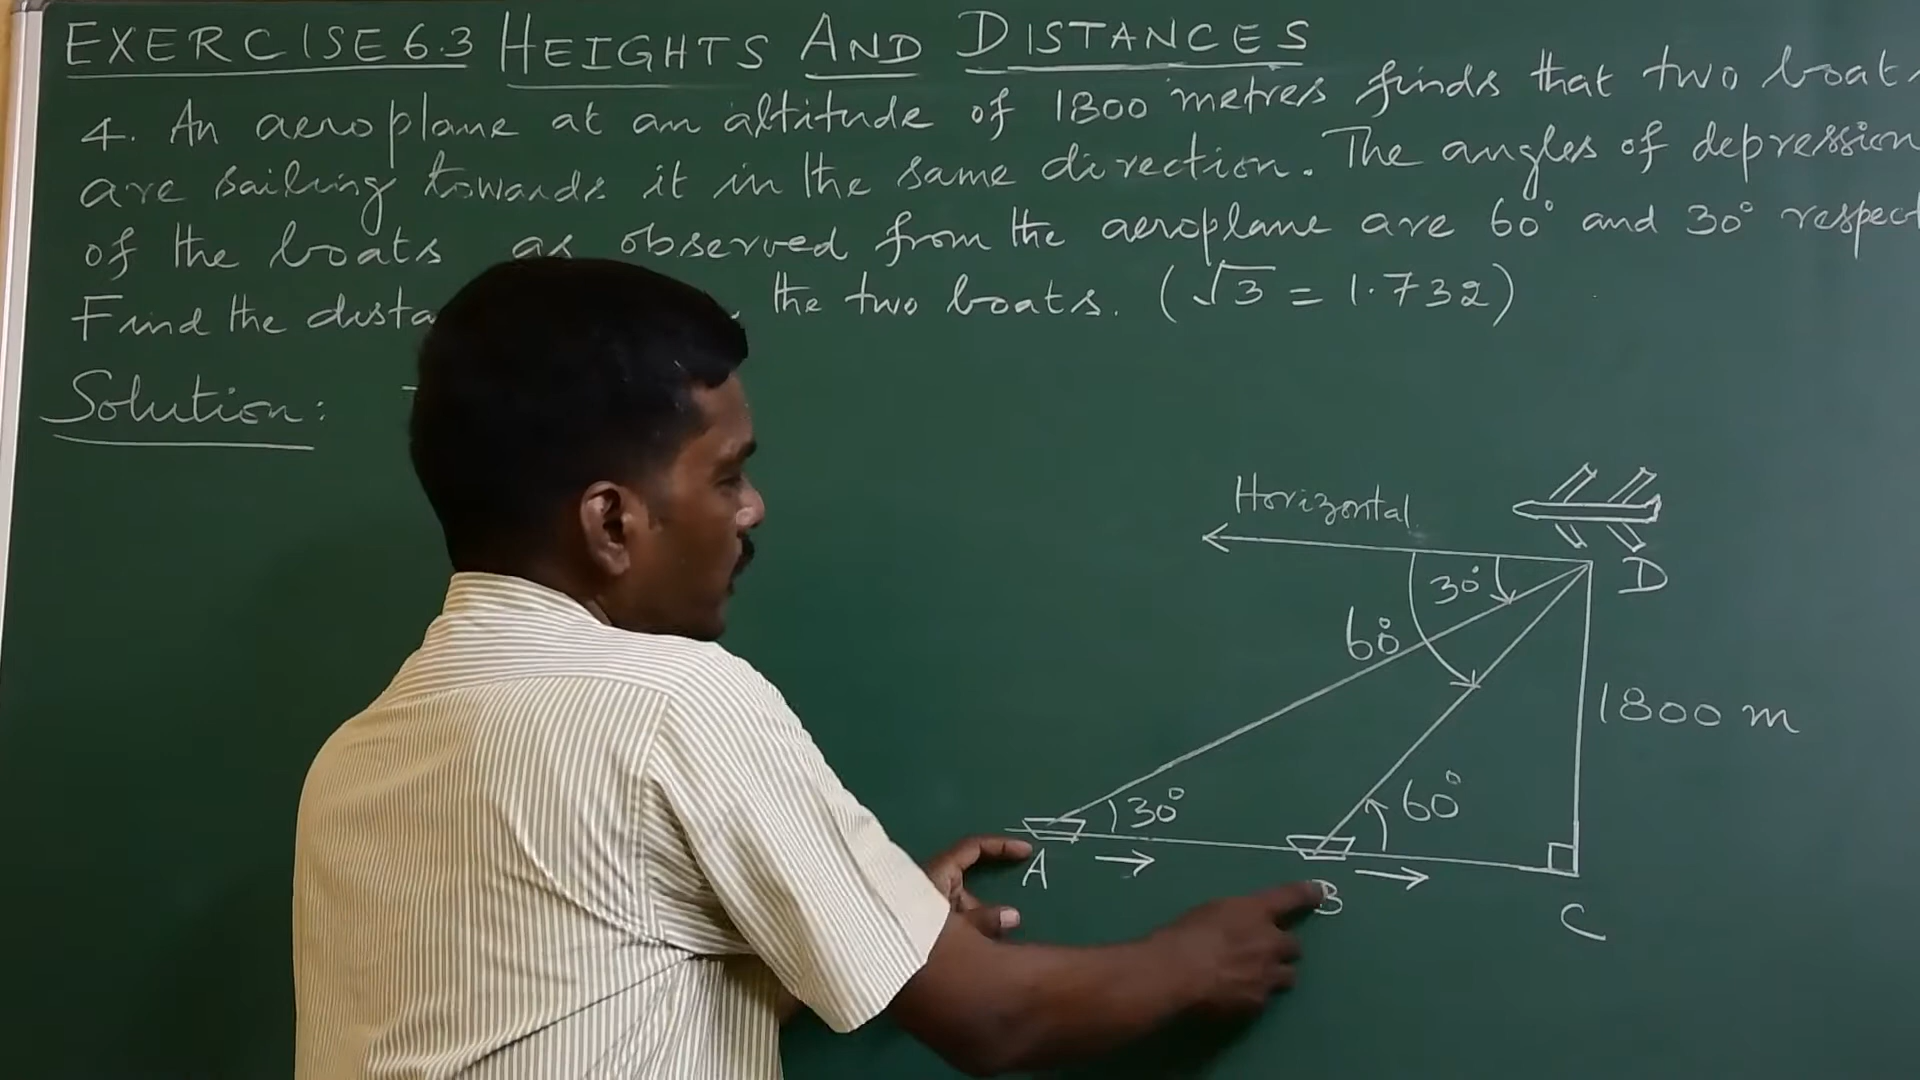 EXERCISE 6.3 HEIGHTS AND DISTANCES
4. An aeroplane at an altitude of 1800 metres finds that two boat
are sailing towards it in the same direction. The angles of depression
of the boats as observed from the aeroplane are 60° and 30° respect
Find the dista the two boats. (√3 = 1.732)
Solution:
Horizontal
D
30°
60°
1800 m
30°
60°
A
B
C